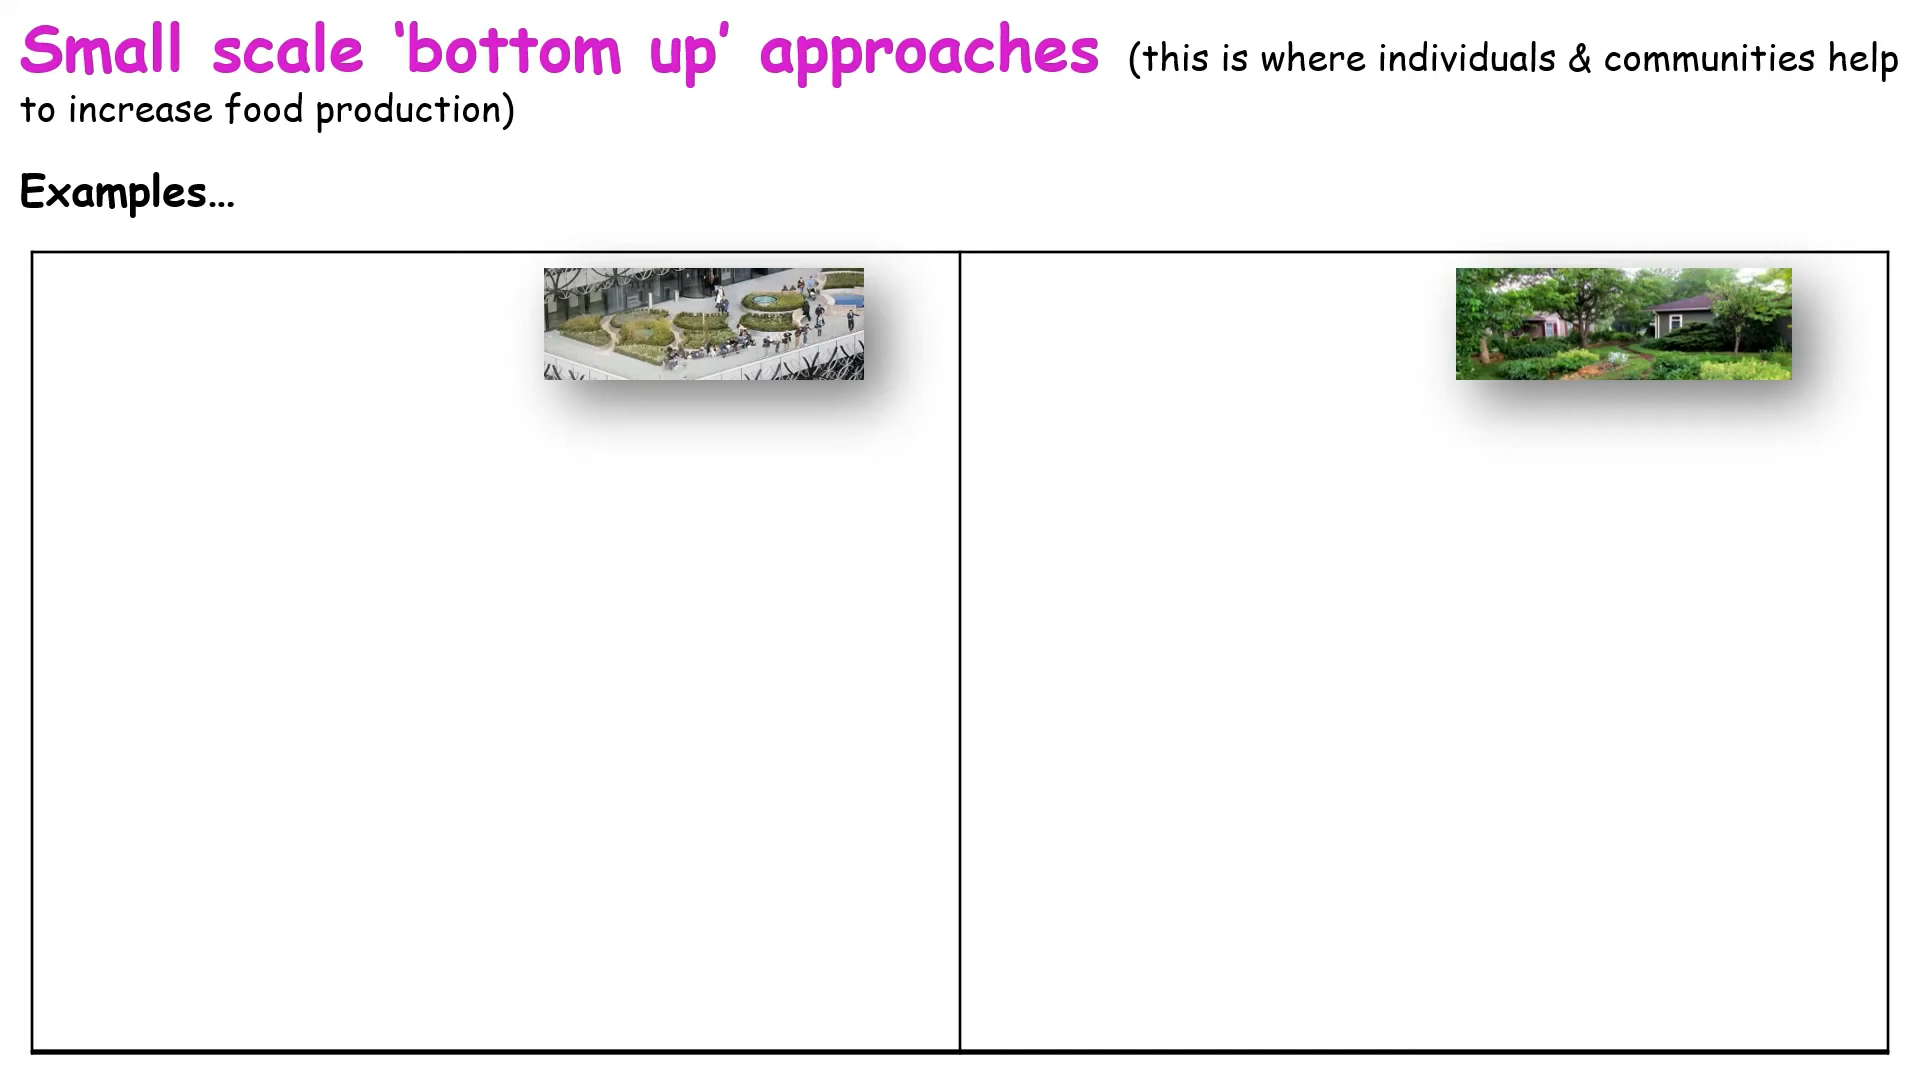 Small scale ‘bottom up’ approaches (this is where individuals & communities help
to increase food production)
Examples…